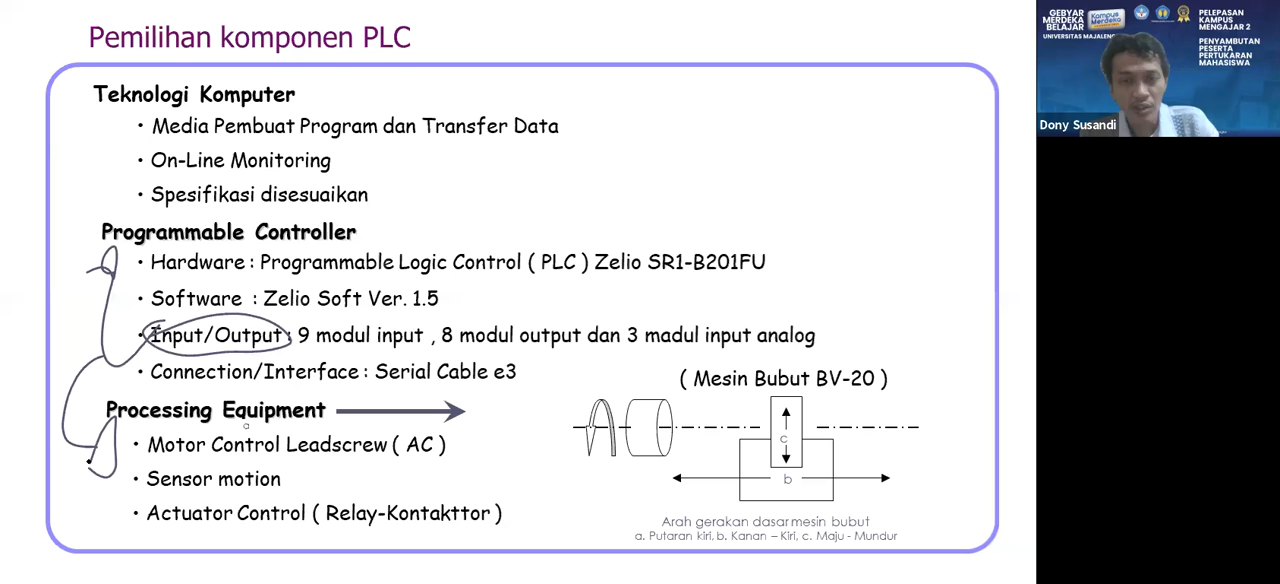 Pemilihan komponen PLC
Teknologi Komputer
• Media Pembuat Program dan Transfer Data
• On-Line Monitoring
• Spesifikasi disesuaikan
Programmable Controller
• Hardware : Programmable Logic Control ( PLC ) Zelio SR1-B201FU
• Software : Zelio Soft Ver. 1.5
• Input/Output : 9 modul input , 8 modul output dan 3 madul input analog
• Connection/Interface : Serial Cable e3
Processing Equipment
• Motor Control Leadscrew ( AC )
• Sensor motion
• Actuator Control ( Relay-Kontakttor )
( Mesin Bubut BV-20 )
c
b
Arah gerakan dasar mesin bubut
a. Putaran kiri, b. Kanan – Kiri, c. Maju - Mundur
GEBYAR
MERDEKA
BELAJAR
UNIVERSITAS MAJALENG
Kampus
Merdeka
PELEPASAN
KAMPUS
MENGAJAR 2
PENYAMBUTAN
PESERTA
PERTUKARAN
MAHASISWA
Dony Susandi